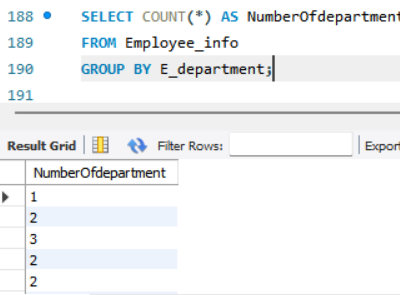 188 SELECT COUNT(*) AS NumberOfdepartment
189 FROM Employee_info
190 GROUP BY E_department;
191
Result Grid Filter Rows: Export
NumberOfdepartment
1
2
3
2
2